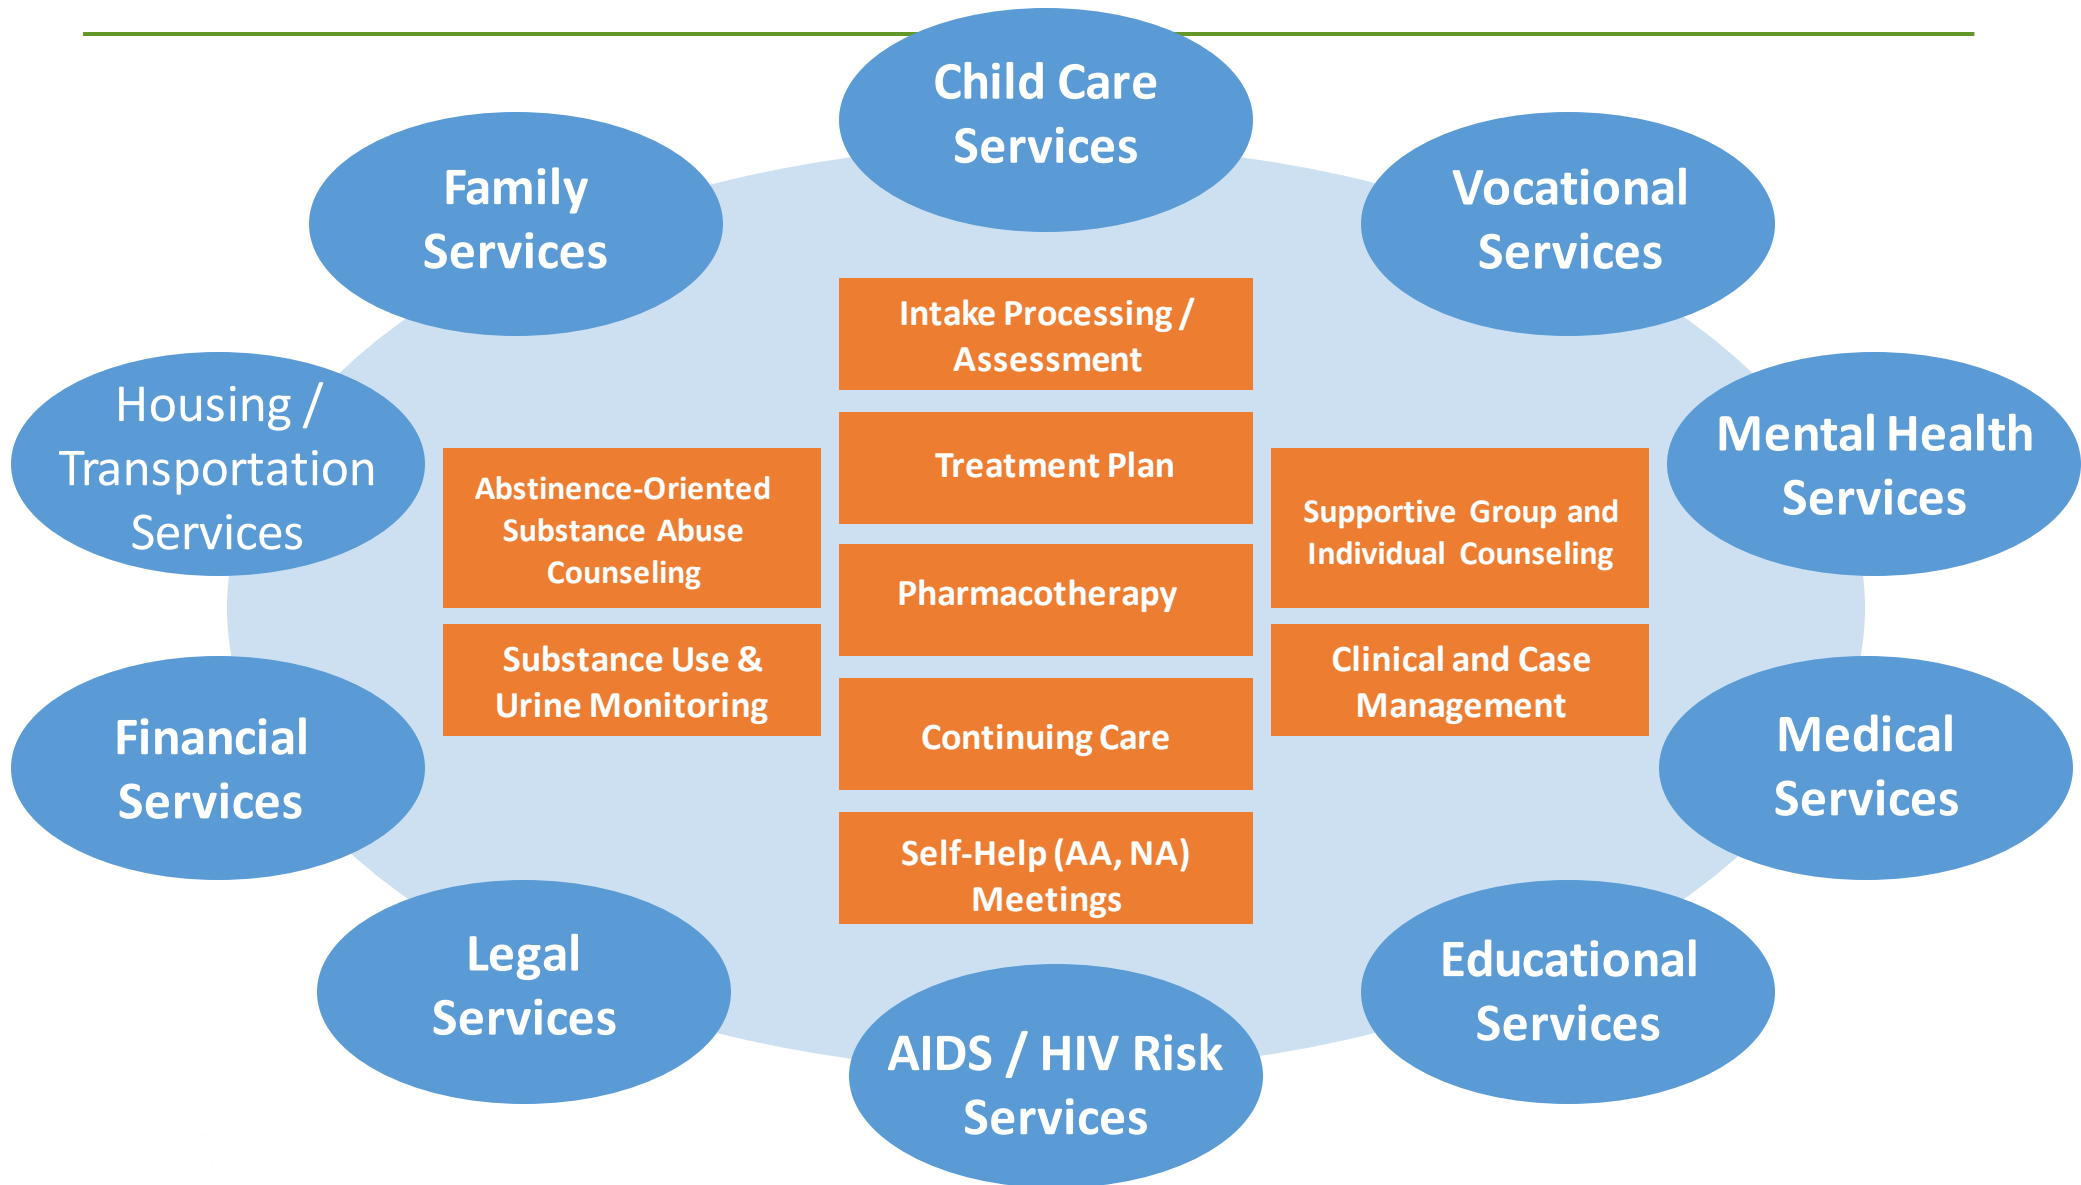 Child Care
Services
Family
Services
Vocational
Services
Housing /
Transportation
Services
Mental Health
Services
Intake Processing /
Assessment
Treatment Plan
Pharmacotherapy
Continuing Care
Self-Help (AA, NA)
Meetings
Abstinence-Oriented
Substance Abuse
Counseling
Substance Use &
Urine Monitoring
Supportive Group and
Individual Counseling
Clinical and Case
Management
Financial
Services
Medical
Services
Legal
Services
Educational
Services
AIDS / HIV Risk
Services